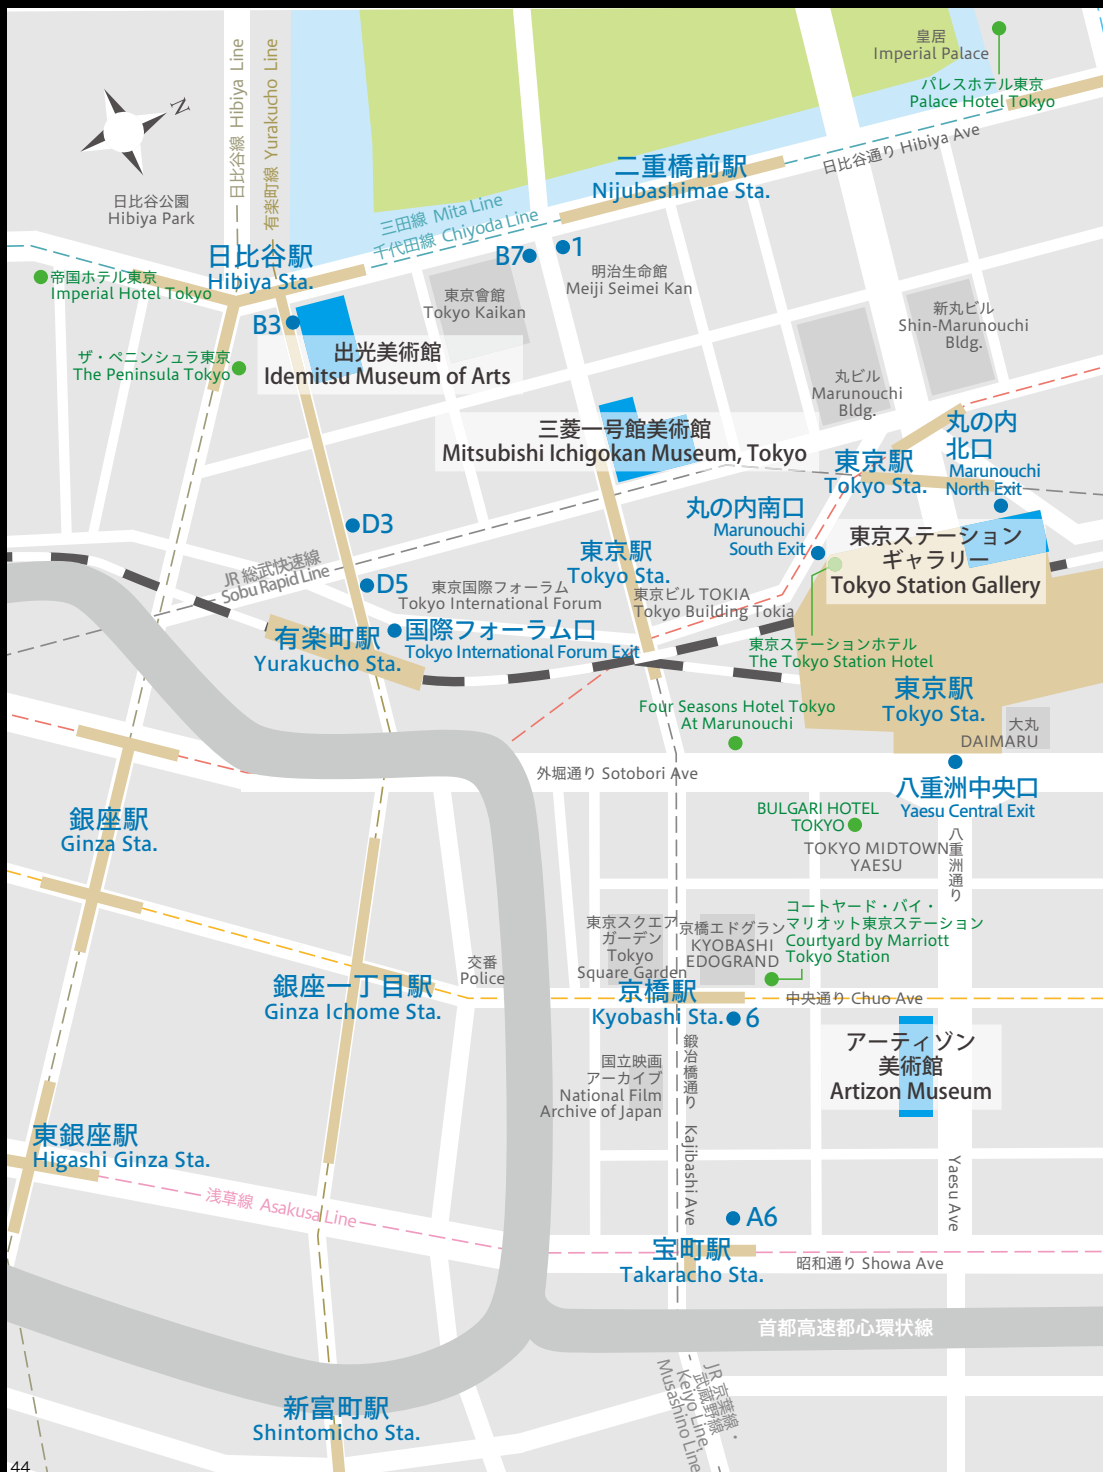 皇居
Imperial Palace
パレスホテル東京
Palace Hotel Tokyo
日比谷通り Hibiya Ave
N
日比谷線 Hibiya Line
有楽町線 Yurakucho Line
日比谷公園
Hibiya Park
二重橋前駅
Nijubashimae Sta.
三田線 Mita Line
千代田線 Chiyoda Line
日比谷駅
Hibiya Sta.
B7
1
明治生命館
Meiji Seimei Kan
帝国ホテル東京
Imperial Hotel Tokyo
東京會館
Tokyo Kaikan
新丸ビル
Shin-Marunouchi
Bldg.
B3
出光美術館
Idemitsu Museum of Arts
ザ・ペニンシュラ東京
The Peninsula Tokyo
丸ビル
Marunouchi
Bldg.
三菱一号館美術館
Mitsubishi Ichigokan Museum, Tokyo
丸の内
北口
Marunouchi
North Exit
東京駅
Tokyo Sta.
丸の内南口
Marunouchi
South Exit
D3
東京駅
Tokyo Sta.
東京ステーション
ギャラリー
Tokyo Station Gallery
JR 総武快速線
Sobu Rapid Line
D5
東京国際フォーラム
Tokyo International Forum
東京ビル TOKIA
Tokyo Building Tokia
有楽町駅
Yurakucho Sta.
国際フォーラム口
Tokyo International Forum Exit
東京ステーションホテル
The Tokyo Station Hotel
東京駅
Tokyo Sta.
Four Seasons Hotel Tokyo
At Marunouchi
大丸
DAIMARU
外堀通り Sotobori Ave
八重洲中央口
Yaesu Central Exit
銀座駅
Ginza Sta.
BULGARI HOTEL
TOKYO
TOKYO MIDTOWN
YAESU
八重洲通り
東京スクエア
ガーデン
Tokyo
Square Garden
京橋エドグラン
KYOBASHI
EDOGRAND
コートヤード・バイ・
マリオット東京ステーション
Courtyard by Marriott
Tokyo Station
交番
Police
銀座一丁目駅
Ginza Ichome Sta.
京橋駅
Kyobashi Sta.
6
中央通り Chuo Ave
アーティゾン
美術館
Artizon Museum
鍛冶橋通り Kajibashi Ave
国立映画
アーカイブ
National Film
Archive of Japan
東銀座駅
Higashi Ginza Sta.
浅草線 Asakusa Line
Yaesu Ave
A6
宝町駅
Takaracho Sta.
昭和通り Showa Ave
首都高速都心環状線
JR 京葉線・
武蔵野線
Keiyo Line,
Musashino Line
新富町駅
Shintomicho Sta.
44